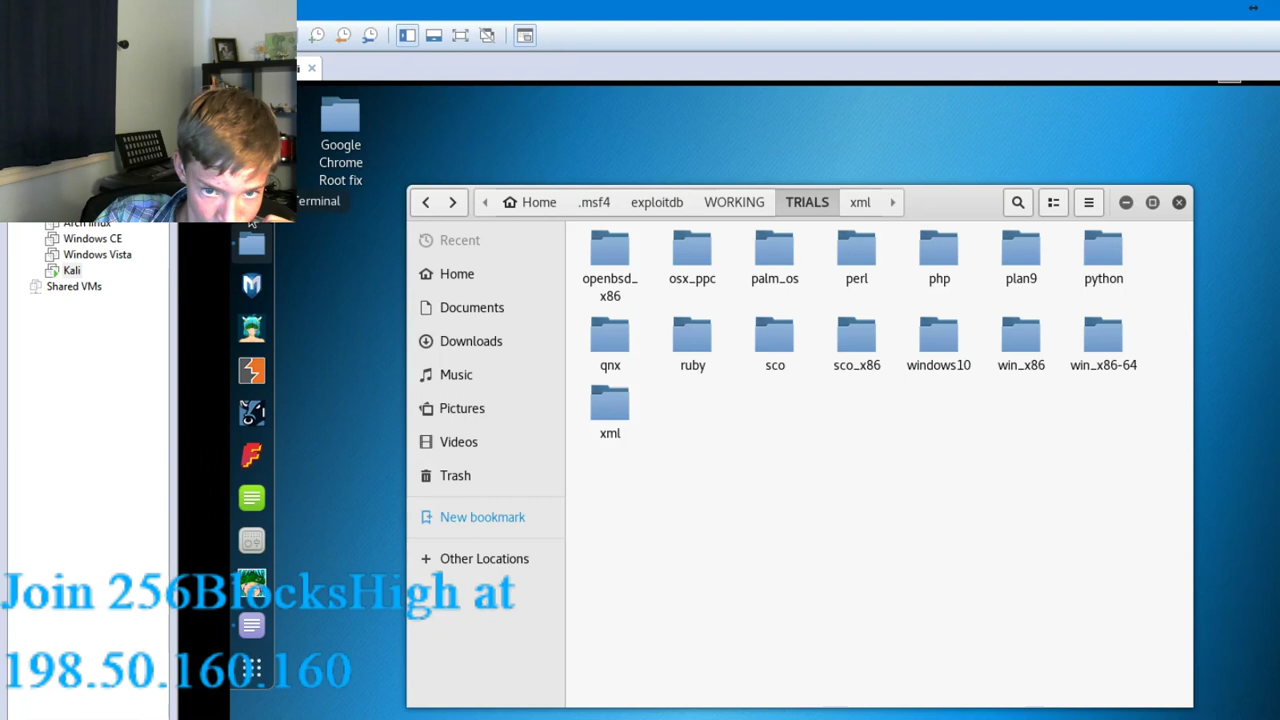 Google
Chrome
Root fix
Terminal
Windows CE
Windows Vista
Kali
Shared VMs
Home
.msf4
exploitdb
WORKING
TRIALS
xml
Recent
Home
Documents
Downloads
Music
Pictures
Videos
Trash
New bookmark
Other Locations
openbsd_
x86
osx_ppc
palm_os
perl
php
plan9
python
qnx
ruby
sco
sco_x86
windows10
win_x86
win_x86-64
xml
Join 256BlocksHigh at
198.50.160.160